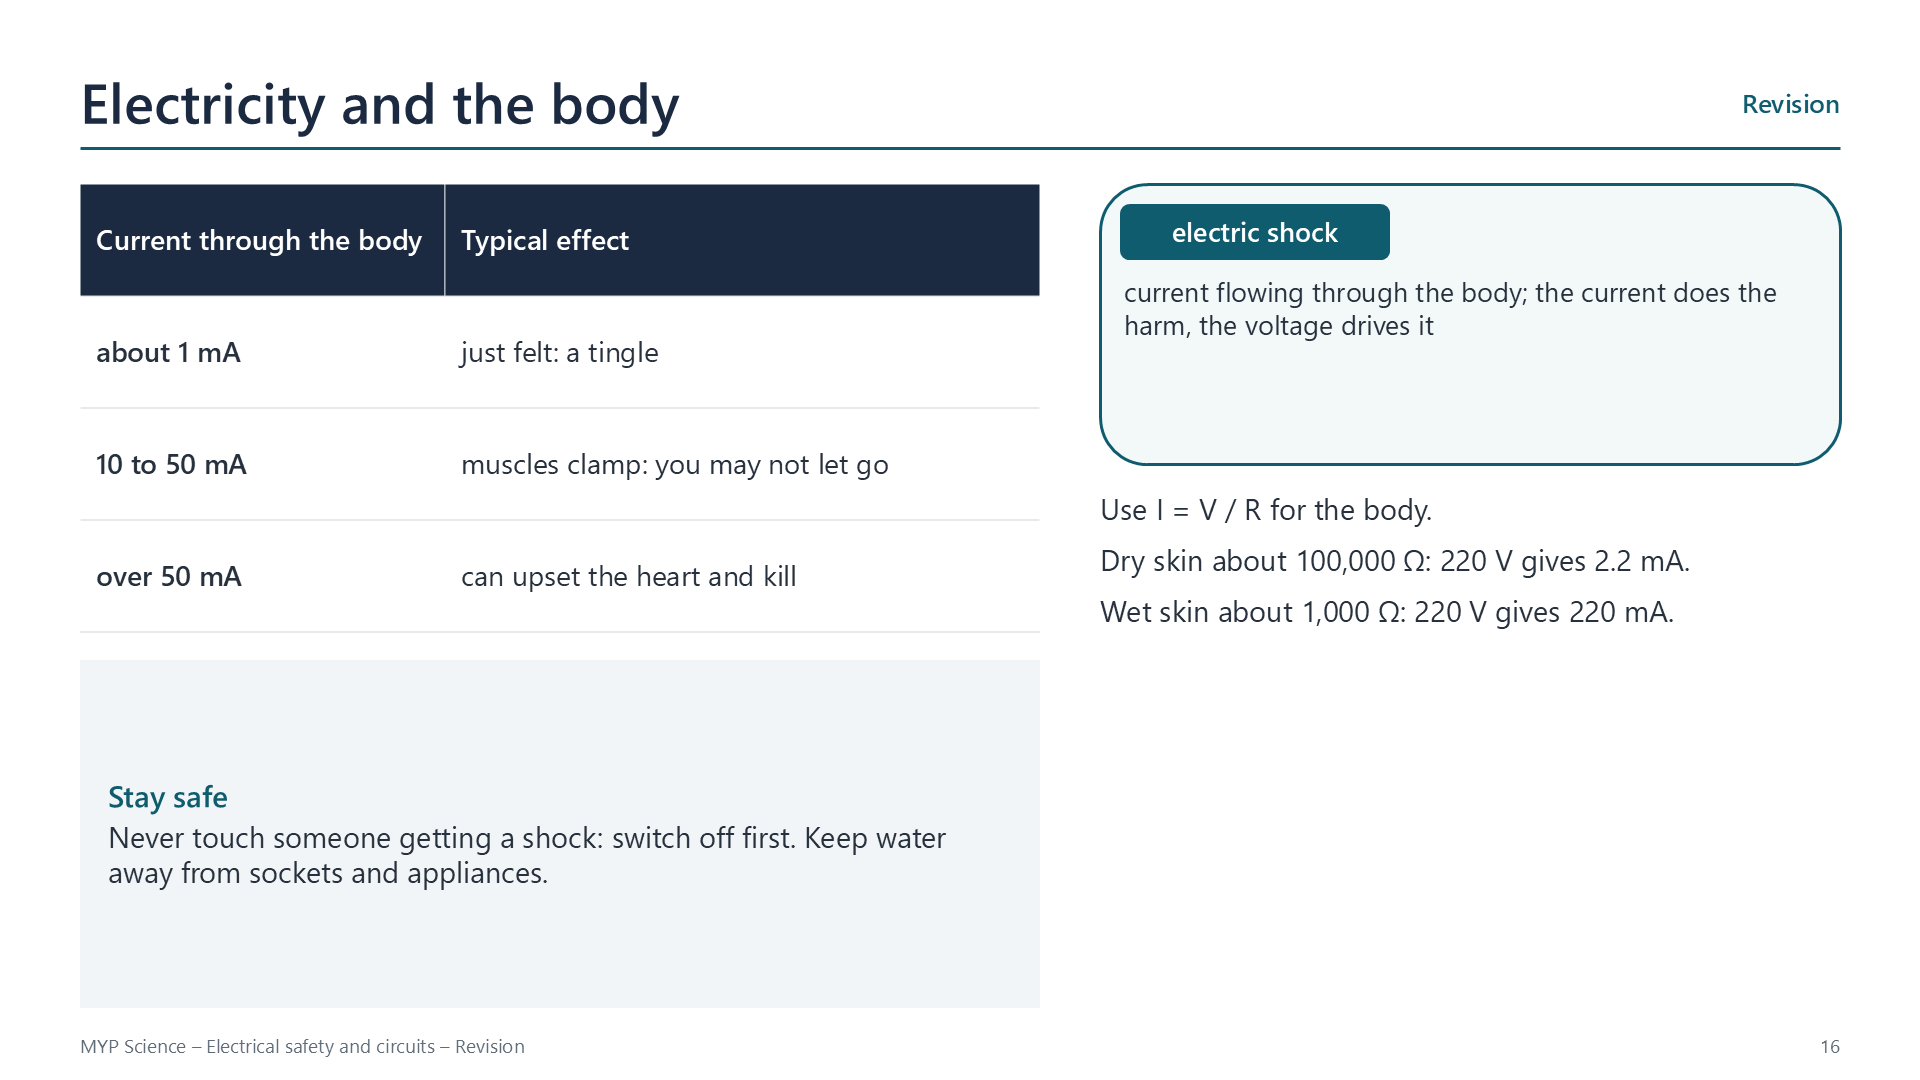 Electricity and the body
Revision
Current through the body Typical effect
about 1 mA just felt: a tingle
10 to 50 mA muscles clamp: you may not let go
over 50 mA can upset the heart and kill
Stay safe
Never touch someone getting a shock: switch off first. Keep water
away from sockets and appliances.
electric shock
current flowing through the body; the current does the
harm, the voltage drives it
Use I = V / R for the body.
Dry skin about 100,000 Ω: 220 V gives 2.2 mA.
Wet skin about 1,000 Ω: 220 V gives 220 mA.
MYP Science – Electrical safety and circuits – Revision
16